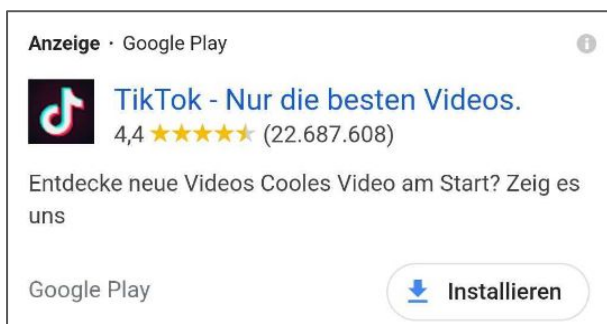 Anzeige · Google Play
TikTok - Nur die besten Videos.
4,4 ★★★★★ (22.687.608)
Entdecke neue Videos Cooles Video am Start? Zeig es
uns
Google Play
Installieren